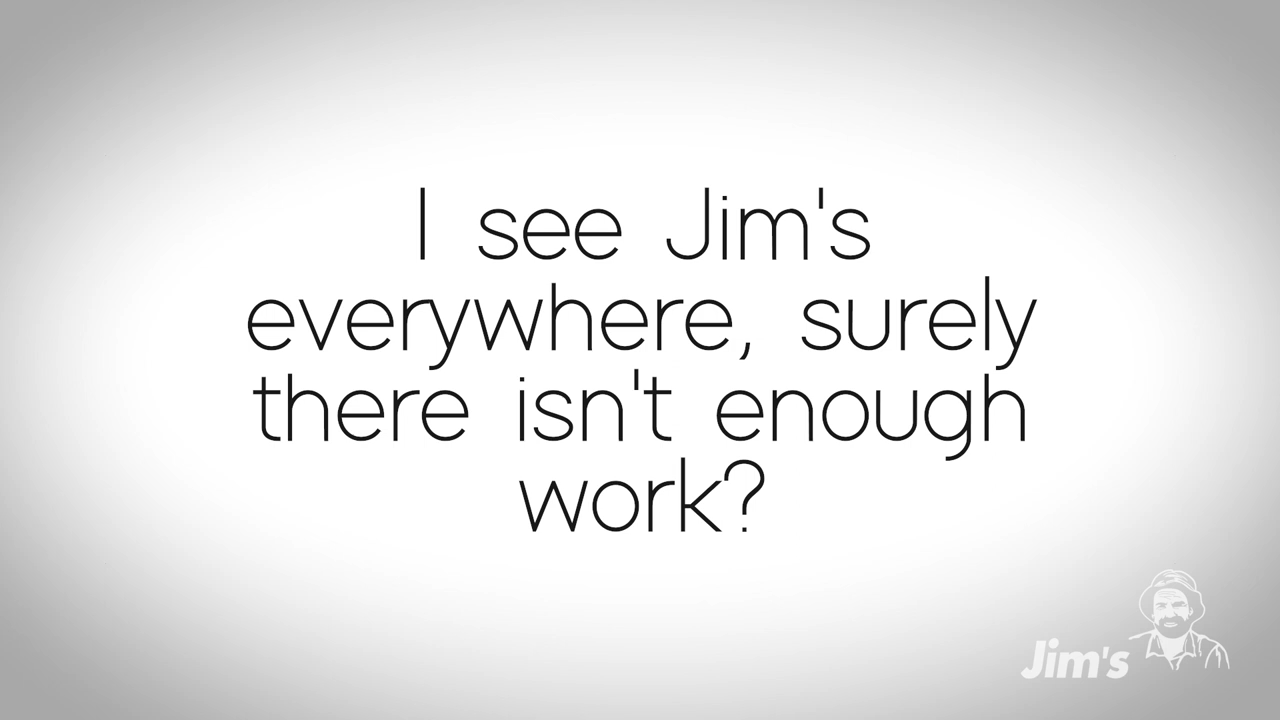 I see Jim's
everywhere, surely
there isn't enough
work?
Jim's